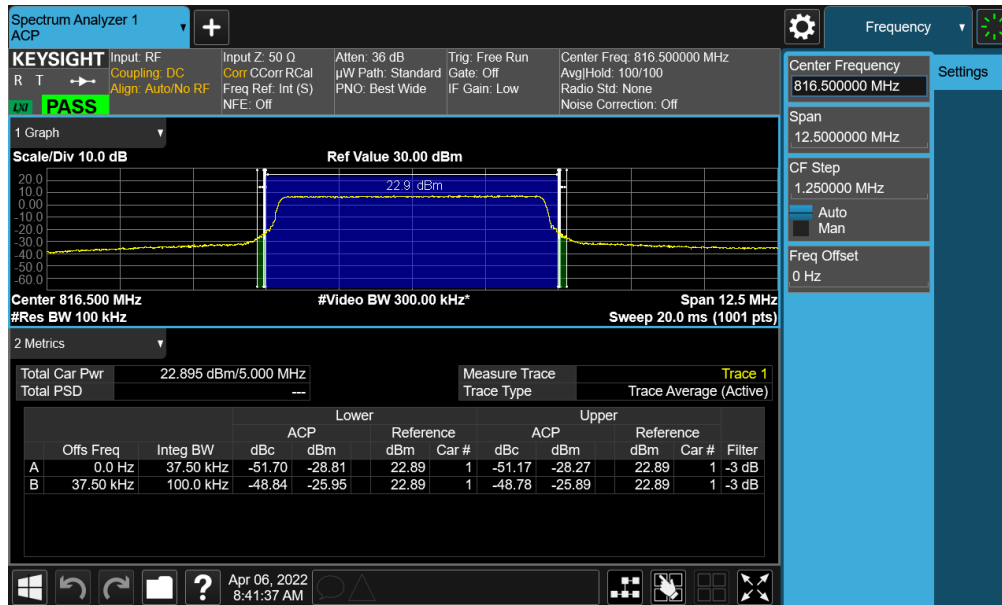 Spectrum Analyzer 1
ACP
+
Frequency
KEYSIGHT Input: RF Input Z: 50 Ω Atten: 36 dB Trig: Free Run Center Freq: 816.500000 MHz
R T Coupling: DC Corr CCorr RCal µW Path: Standard Gate: Off Avg|Hold: 100/100
Align: Auto/No RF Freq Ref: Int (S) PNO: Best Wide IF Gain: Low Radio Std: None
LXI PASS NFE: Off Noise Correction: Off
Center Frequency
816.500000 MHz
Settings
Span
12.5000000 MHz
CF Step
1.250000 MHz
Auto
Man
Freq Offset
0 Hz
1 Graph
Scale/Div 10.0 dB Ref Value 30.00 dBm
22.9 dBm
20.0
10.0
0.00
-10.0
-20.0
-30.0
-40.0
-50.0
-60.0
Center 816.500 MHz #Video BW 300.00 kHz* Span 12.5 MHz
#Res BW 100 kHz Sweep 20.0 ms (1001 pts)
2 Metrics
Total Car Pwr 22.895 dBm/5.000 MHz Measure Trace Trace 1
Total PSD --- Trace Type Trace Average (Active)
Lower Upper
ACP Reference ACP Reference
Offs Freq Integ BW dBc dBm dBm Car # dBc dBm dBm Car # Filter
A 0.0 Hz 37.50 kHz -51.70 -28.81 22.89 1 -51.17 -28.27 22.89 1 -3 dB
B 37.50 kHz 100.0 kHz -48.84 -25.95 22.89 1 -48.78 -25.89 22.89 1 -3 dB
? Apr 06, 2022
8:41:37 AM